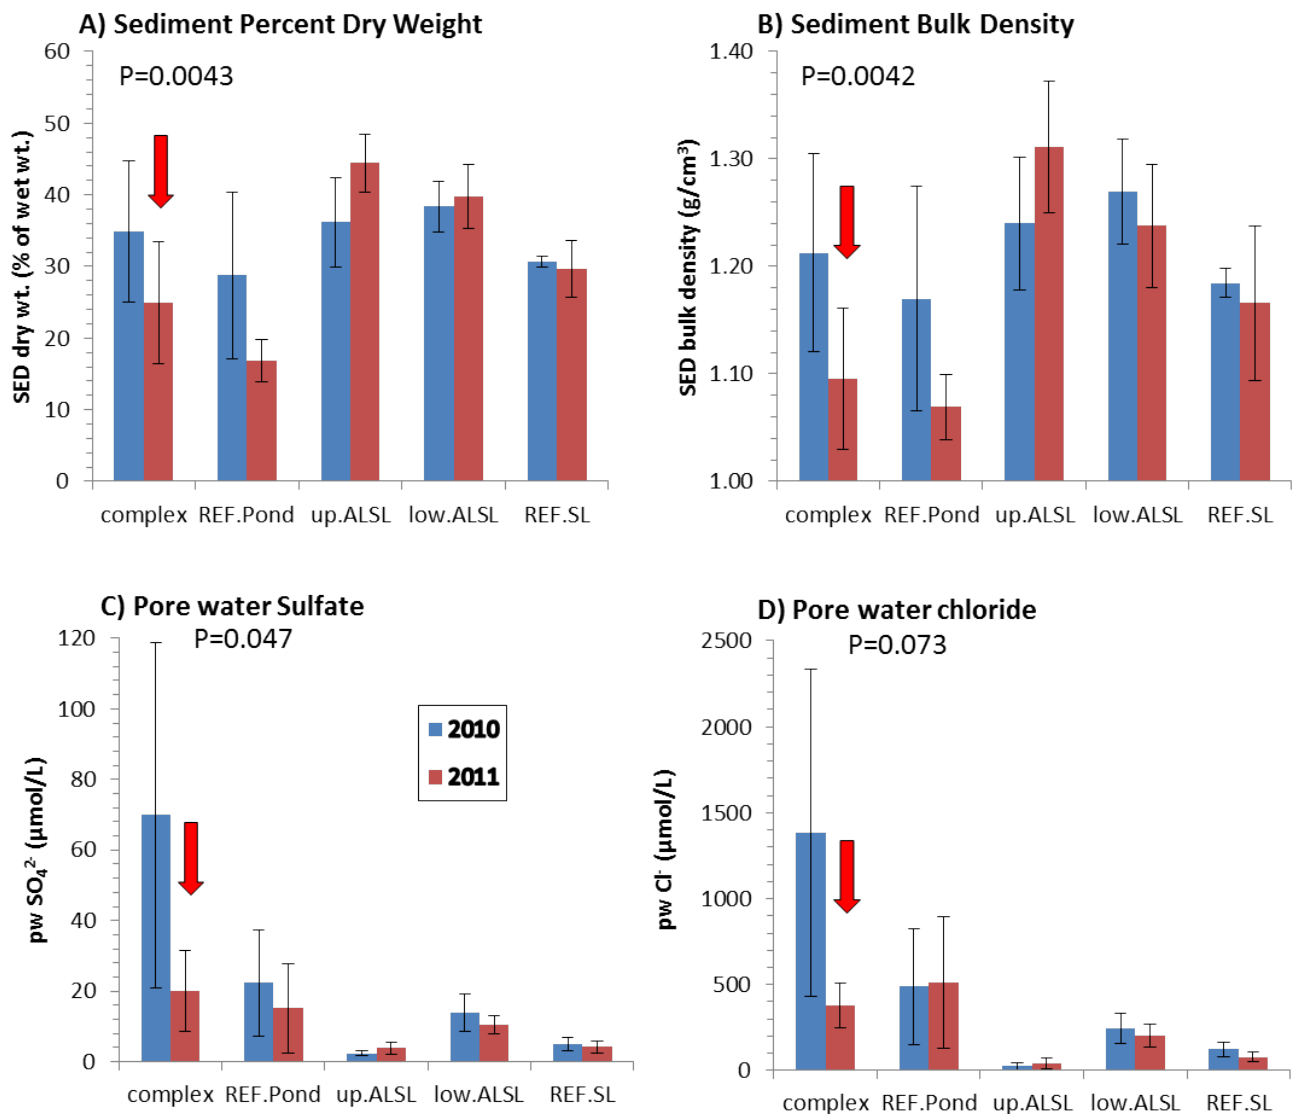 A) Sediment Percent Dry Weight
P=0.0043
SED dry wt. (% of wet wt.)
60
50
40
30
20
10
0
complex REF.Pond up.ALSL low.ALSL REF.SL
B) Sediment Bulk Density
P=0.0042
SED bulk density (g/cm³)
1.40
1.30
1.20
1.10
1.00
complex REF.Pond up.ALSL low.ALSL REF.SL
C) Pore water Sulfate
P=0.047
pw SO₄²⁻ (µmol/L)
120
100
80
60
40
20
0
2010
2011
complex REF.Pond up.ALSL low.ALSL REF.SL
D) Pore water chloride
P=0.073
pw Cl⁻ (µmol/L)
2500
2000
1500
1000
500
0
complex REF.Pond up.ALSL low.ALSL REF.SL